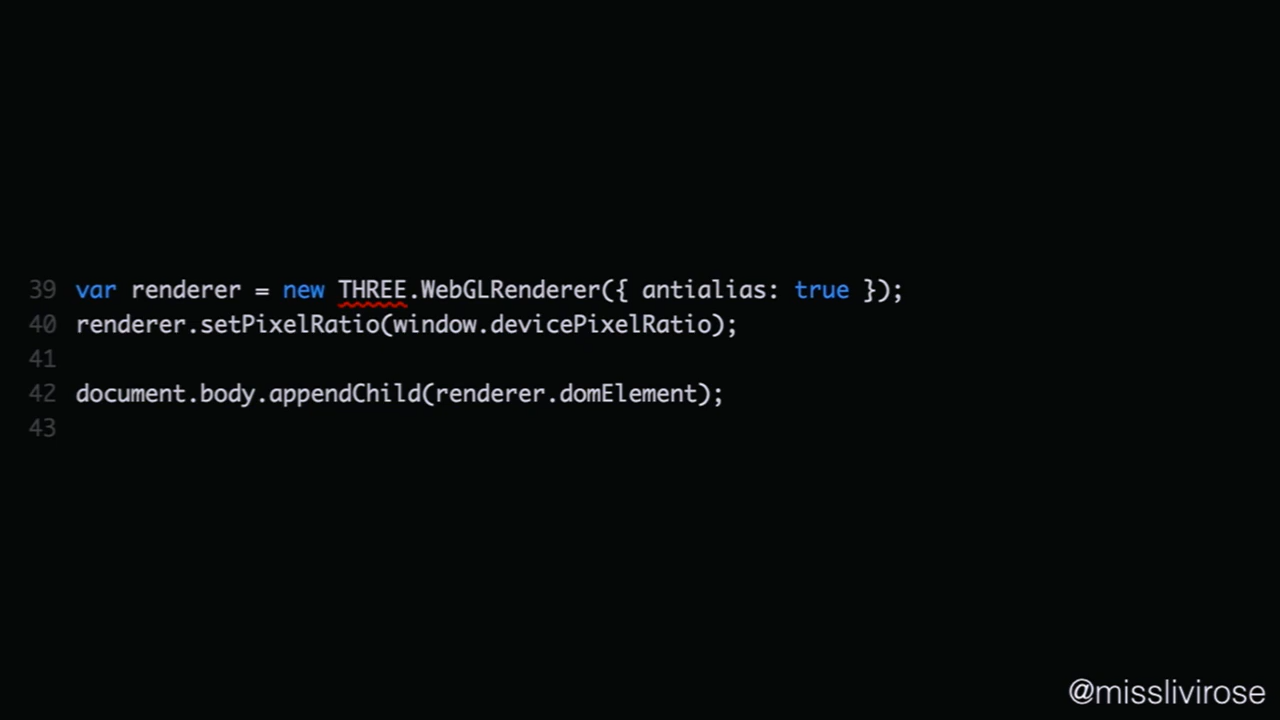 39 var renderer = new THREE.WebGLRenderer({ antialias: true });
40 renderer.setPixelRatio(window.devicePixelRatio);
41
42 document.body.appendChild(renderer.domElement);
43
@misslivirose